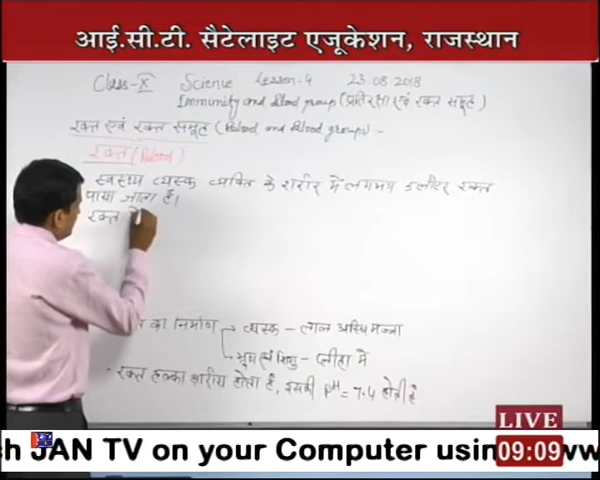 आई.सी.टी. सैटेलाइट एजूकेशन, राजस्थान
Class-X Science Lesson-4 23.08.2018
Immunity and Blood group (प्रतिरक्षा एवं रक्त समूह)
रक्त एवं रक्त समूह (Blood and Blood groups) -
रक्त (Blood)
स्वस्थ्य व्यस्क व्यक्ति के शरीर में लगभग 5 लीटर रक्त
पाया जाता है।
रक्त
का निर्माण व्यस्क - लाल अस्थि मज्जा
भ्रूण एवं शिशु - प्लीहा में
- रक्त हल्का क्षारीय होता है, इसकी pH = 7.4 होती है
LIVE
h JAN TV on your Computer usin ww
09:09